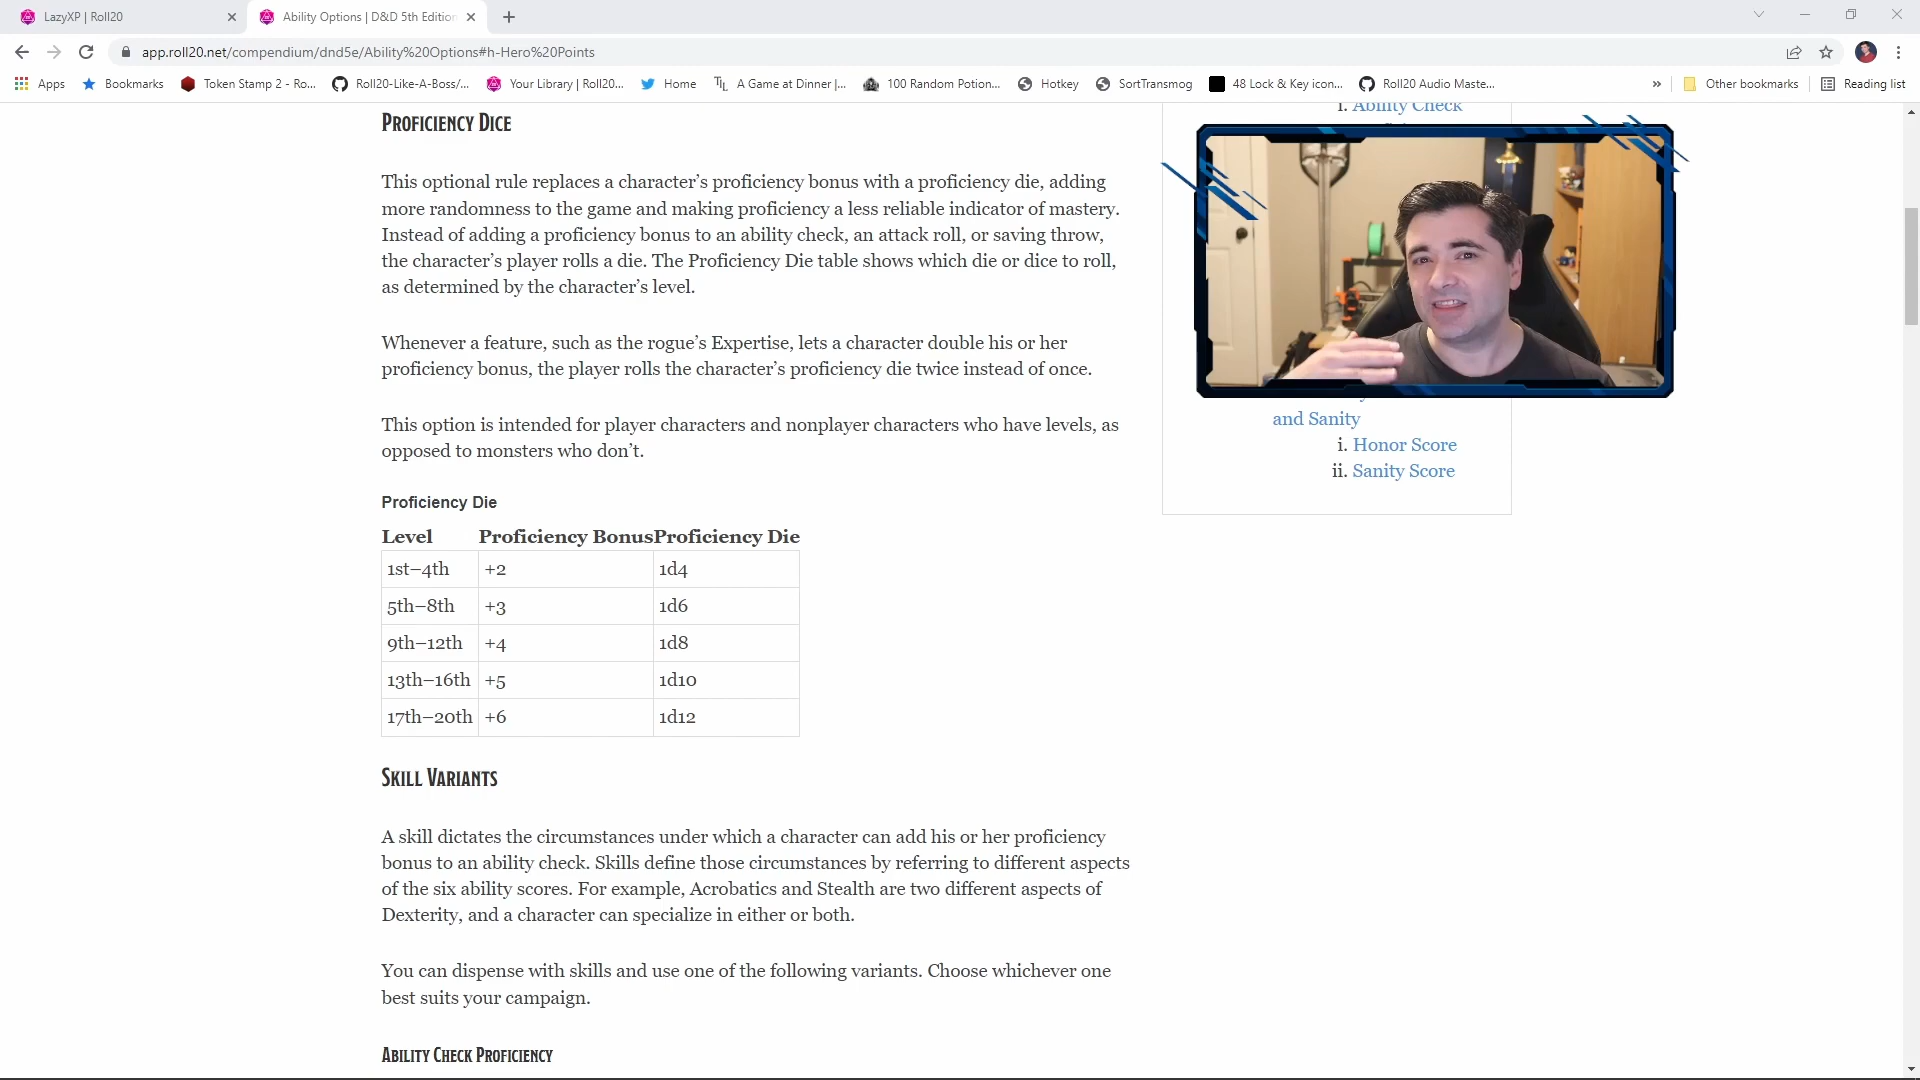 LazyXP | Roll20
Ability Options | D&D 5th Edition
app.roll20.net/compendium/dnd5e/Ability%20Options#h-Hero%20Points
Apps
Bookmarks
Token Stamp 2 - Ro...
Roll20-Like-A-Boss/...
Your Library | Roll20...
Home
A Game at Dinner |...
100 Random Potion...
Hotkey
SortTransmog
48 Lock & Key icon...
Roll20 Audio Maste...
»
Other bookmarks
Reading list
PROFICIENCY DICE
This optional rule replaces a character’s proficiency bonus with a proficiency die, adding
more randomness to the game and making proficiency a less reliable indicator of mastery.
Instead of adding a proficiency bonus to an ability check, an attack roll, or saving throw,
the character’s player rolls a die. The Proficiency Die table shows which die or dice to roll,
as determined by the character’s level.
Whenever a feature, such as the rogue’s Expertise, lets a character double his or her
proficiency bonus, the player rolls the character’s proficiency die twice instead of once.
This option is intended for player characters and nonplayer characters who have levels, as
opposed to monsters who don’t.
Proficiency Die
Level Proficiency Bonus Proficiency Die
1st–4th +2 1d4
5th–8th +3 1d6
9th–12th +4 1d8
13th–16th +5 1d10
17th–20th +6 1d12
SKILL VARIANTS
A skill dictates the circumstances under which a character can add his or her proficiency
bonus to an ability check. Skills define those circumstances by referring to different aspects
of the six ability scores. For example, Acrobatics and Stealth are two different aspects of
Dexterity, and a character can specialize in either or both.
You can dispense with skills and use one of the following variants. Choose whichever one
best suits your campaign.
ABILITY CHECK PROFICIENCY
i. Ability Check
and Sanity
i. Honor Score
ii. Sanity Score